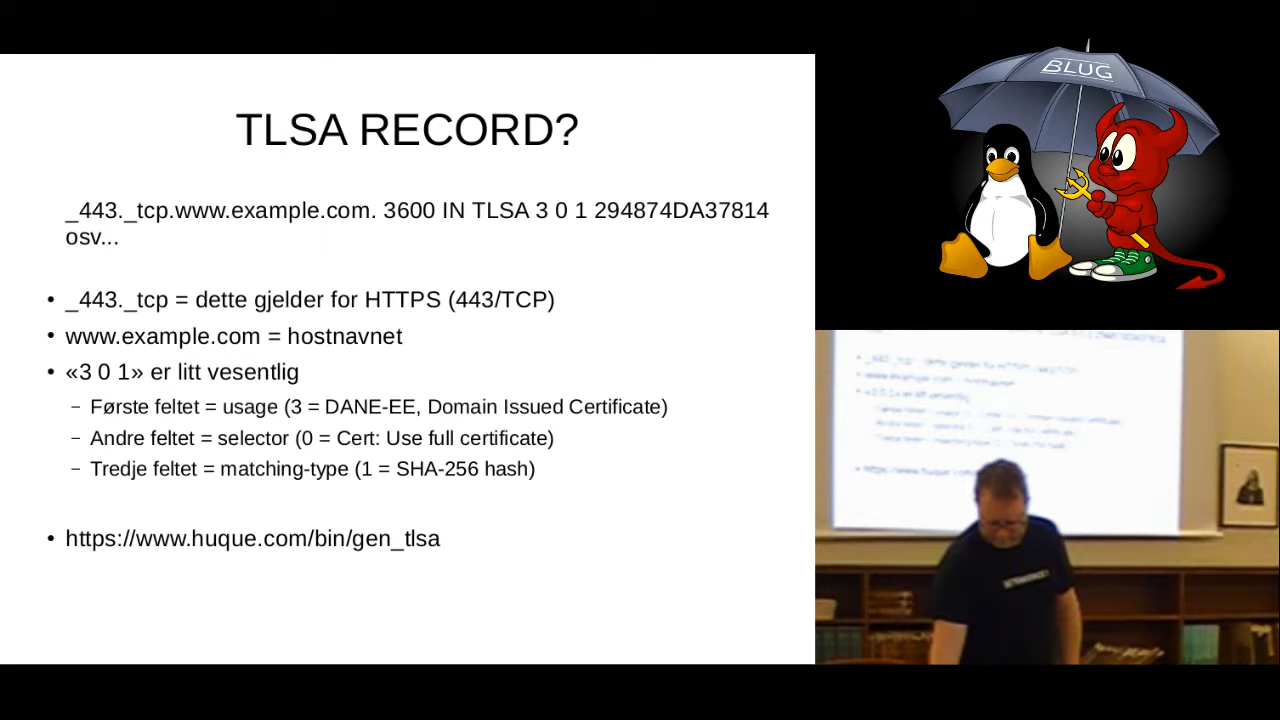 TLSA RECORD?
_443._tcp.www.example.com. 3600 IN TLSA 3 0 1 294874DA37814
osv...
• _443._tcp = dette gjelder for HTTPS (443/TCP)
• www.example.com = hostnavnet
• «3 0 1» er litt vesentlig
– Første feltet = usage (3 = DANE-EE, Domain Issued Certificate)
– Andre feltet = selector (0 = Cert: Use full certificate)
– Tredje feltet = matching-type (1 = SHA-256 hash)
• https://www.huque.com/bin/gen_tlsa
BLUG